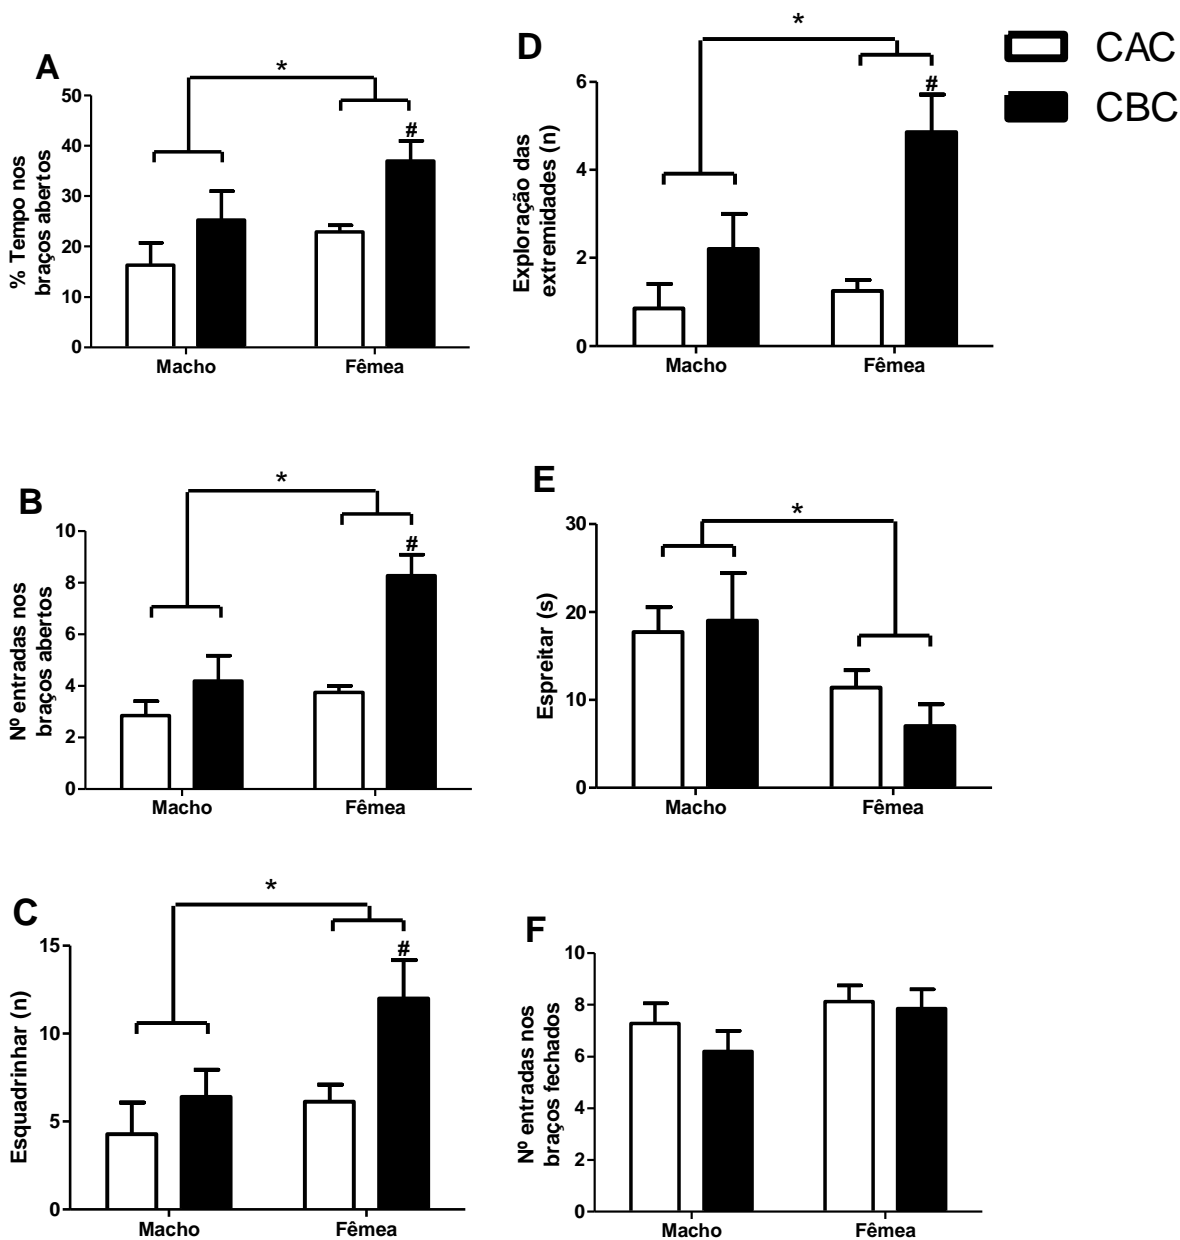 A
*
50
40
30
20
10
0
#
% Tempo nos
braços abertos
Macho
Fêmea
D
*
6
4
2
0
#
Exploração das
extremidades (n)
Macho
Fêmea
CAC
CBC
B
*
10
8
6
4
2
0
#
Nº entradas nos
braços abertos
Macho
Fêmea
E
*
30
20
10
0
Espreitar (s)
Macho
Fêmea
C
*
15
10
5
0
#
Esquadrinhar (n)
Macho
Fêmea
F
10
8
6
4
2
0
Nº entradas nos
braços fechados
Macho
Fêmea